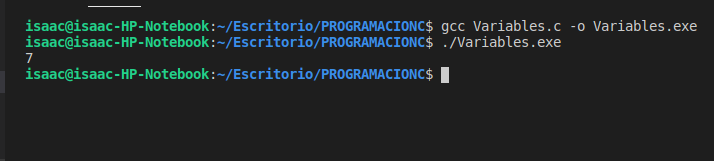 isaac@isaac-HP-Notebook:~/Escritorio/PROGRAMACIONC$ gcc Variables.c -o Variables.exe
isaac@isaac-HP-Notebook:~/Escritorio/PROGRAMACIONC$ ./Variables.exe
7
isaac@isaac-HP-Notebook:~/Escritorio/PROGRAMACIONC$